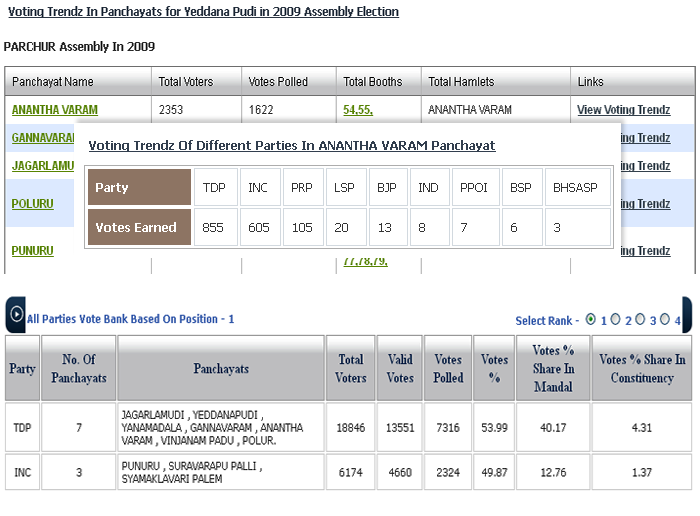 Voting Trendz In Panchayats for Yeddana Pudi in 2009 Assembly Election
PARCHUR Assembly In 2009
Panchayat Name Total Voters Votes Polled Total Booths Total Hamlets Links
ANANTHA VARAM 2353 1622 54,55, ANANTHA VARAM View Voting Trendz
GANNAVARA ing Trendz
Voting Trendz Of Different Parties In ANANTHA VARAM Panchayat
JAGARLAMU ing Trendz
Party TDP INC PRP LSP BJP IND PPOI BSP BHSASP
POLURU ing Trendz
Votes Earned 855 605 105 20 13 8 7 6 3
PUNURU ing Trendz
77,78,79,
All Parties Vote Bank Based On Position - 1 Select Rank - 1 2 3 4
Party No. Of Panchayats Panchayats Total Voters Valid Votes Votes Polled Votes % Votes % Share In Mandal Votes % Share In Constituency
TDP 7 JAGARLAMUDI , YEDDANAPUDI , YANAMADALA , GANNAVARAM , ANANTHA VARAM , VINJANAM PADU , POLUR. 18846 13551 7316 53.99 40.17 4.31
INC 3 PUNURU , SURAVARAPU PALLI , SYAMAKLAVARI PALEM 6174 4660 2324 49.87 12.76 1.37